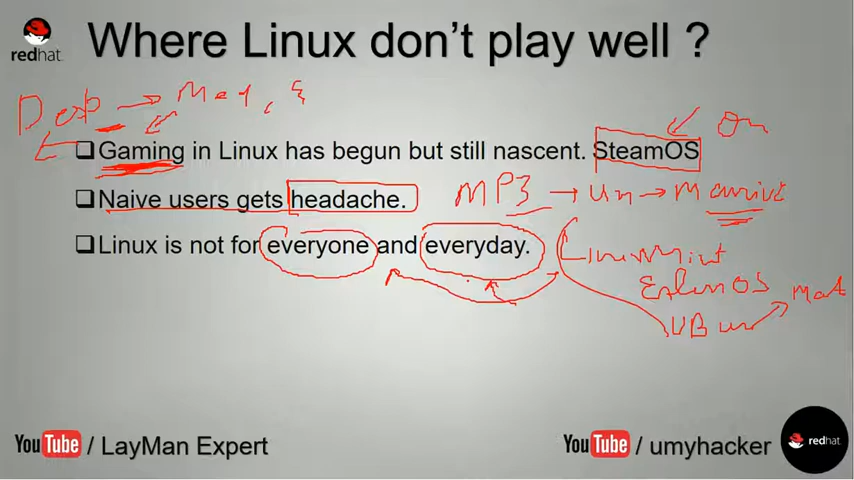 redhat.
Where Linux don't play well ?
❑Gaming in Linux has begun but still nascent. SteamOS
❑Naive users gets headache.
MP3 → Un →
❑Linux is not for everyone and everyday.
LinuxMint
YouTube / LayMan Expert
YouTube / umyhacker
redhat.